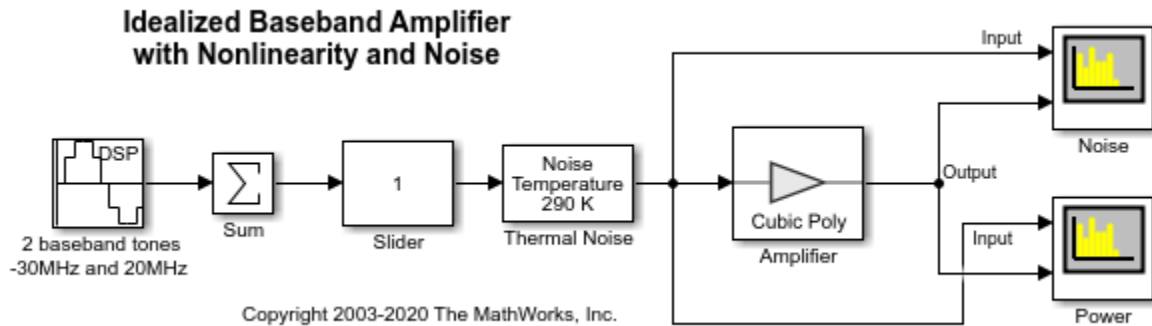 Idealized Baseband Amplifier
with Nonlinearity and Noise
Input
DSP
Noise
Noise
Temperature
290 K
1
Output
Cubic Poly
Sum
Slider
Thermal Noise
Amplifier
Input
2 baseband tones
-30MHz and 20MHz
Copyright 2003-2020 The MathWorks, Inc.
Power